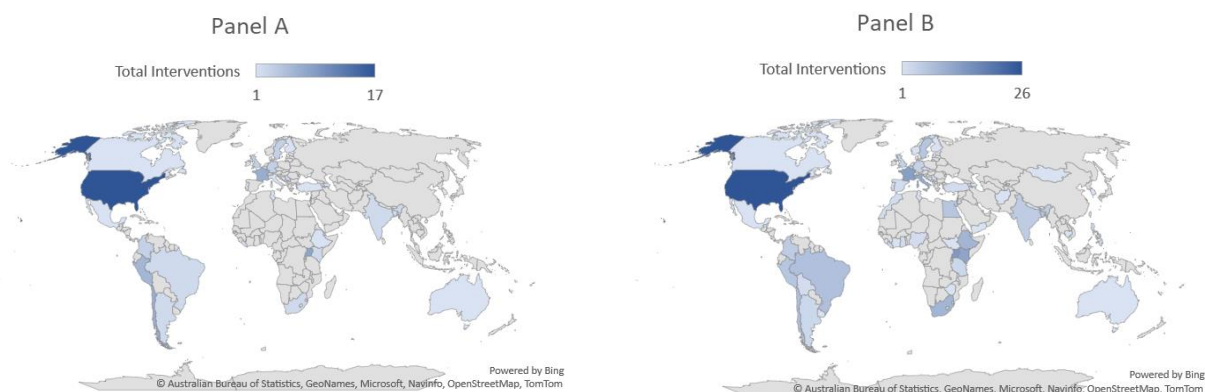 Panel A
Total Interventions
1 17
Powered by Bing
© Australian Bureau of Statistics, GeoNames, Microsoft, Navinfo, OpenStreetMap, TomTom
Panel B
Total Interventions
1 26
Powered by Bing
© Australian Bureau of Statistics, GeoNames, Microsoft, Navinfo, OpenStreetMap, TomTom